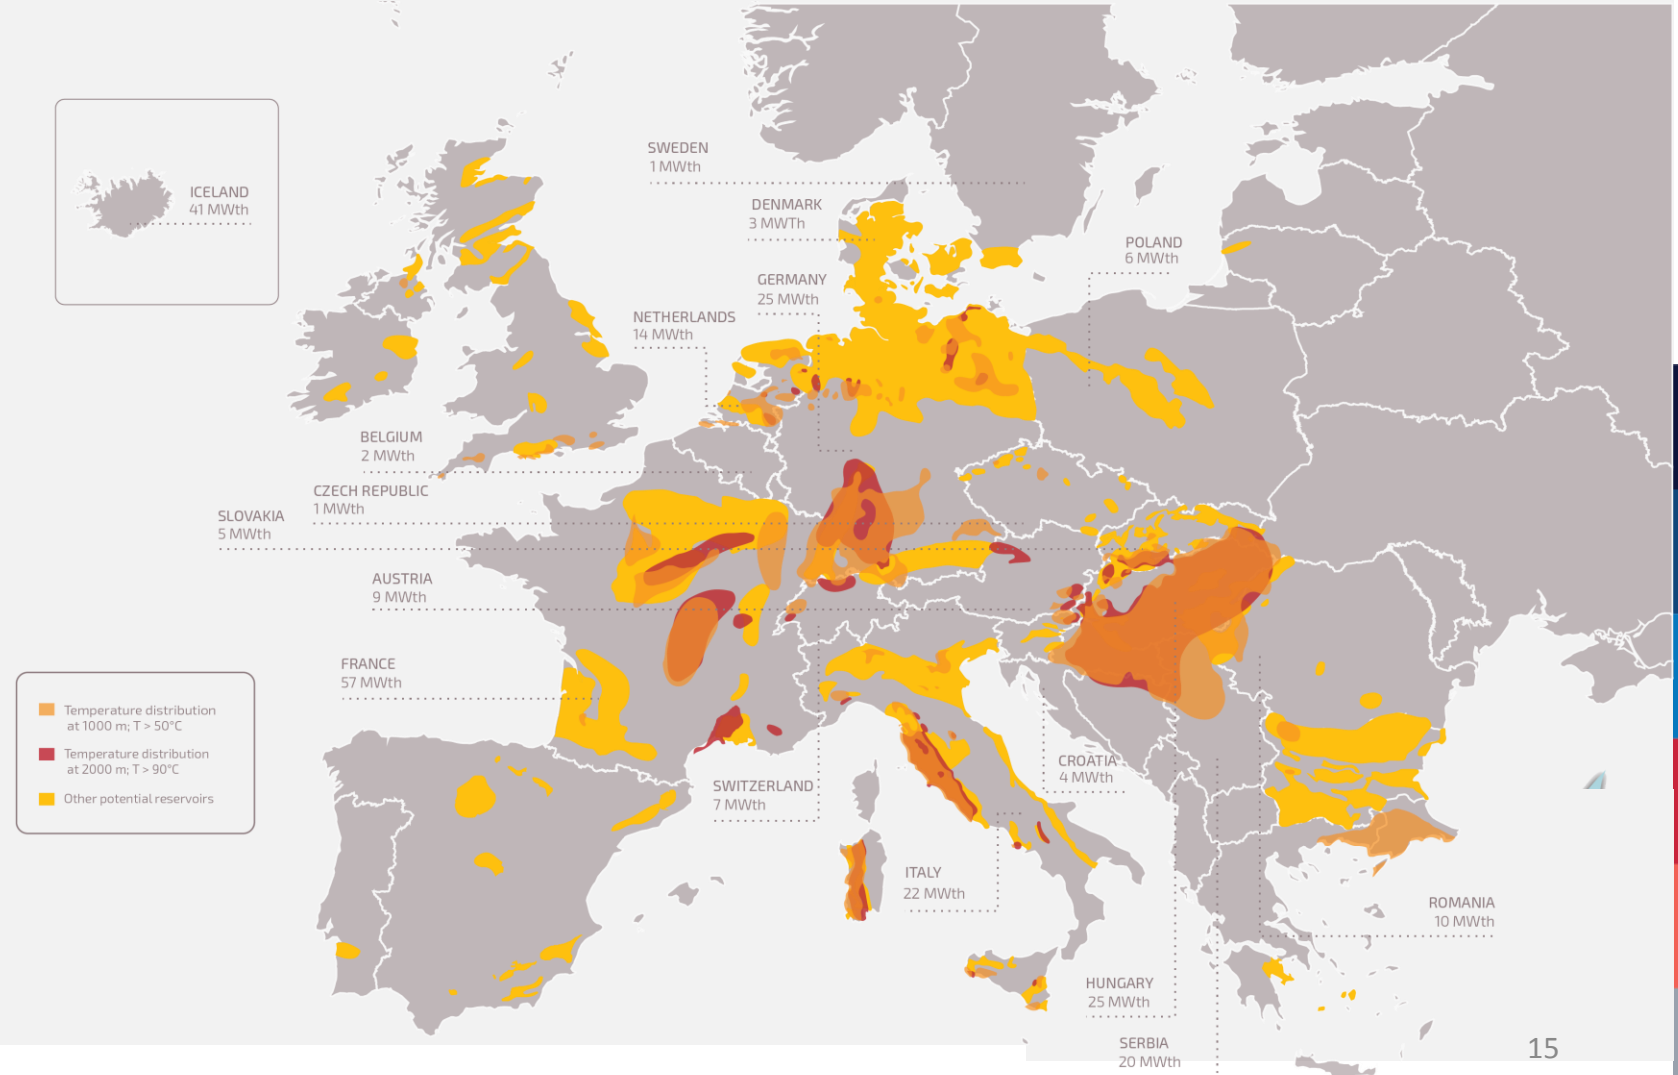 ICELAND
41 MWth
SWEDEN
1 MWth
DENMARK
3 MWTh
POLAND
6 MWth
GERMANY
25 MWth
NETHERLANDS
14 MWth
BELGIUM
2 MWth
CZECH REPUBLIC
1 MWth
SLOVAKIA
5 MWth
AUSTRIA
9 MWth
FRANCE
57 MWth
Temperature distribution
at 1000 m; T > 50°C
Temperature distribution
at 2000 m; T > 90°C
Other potential reservoirs
SWITZERLAND
7 MWth
CROATIA
4 MWth
ITALY
22 MWth
ROMANIA
10 MWth
HUNGARY
25 MWth
SERBIA
20 MWth
15